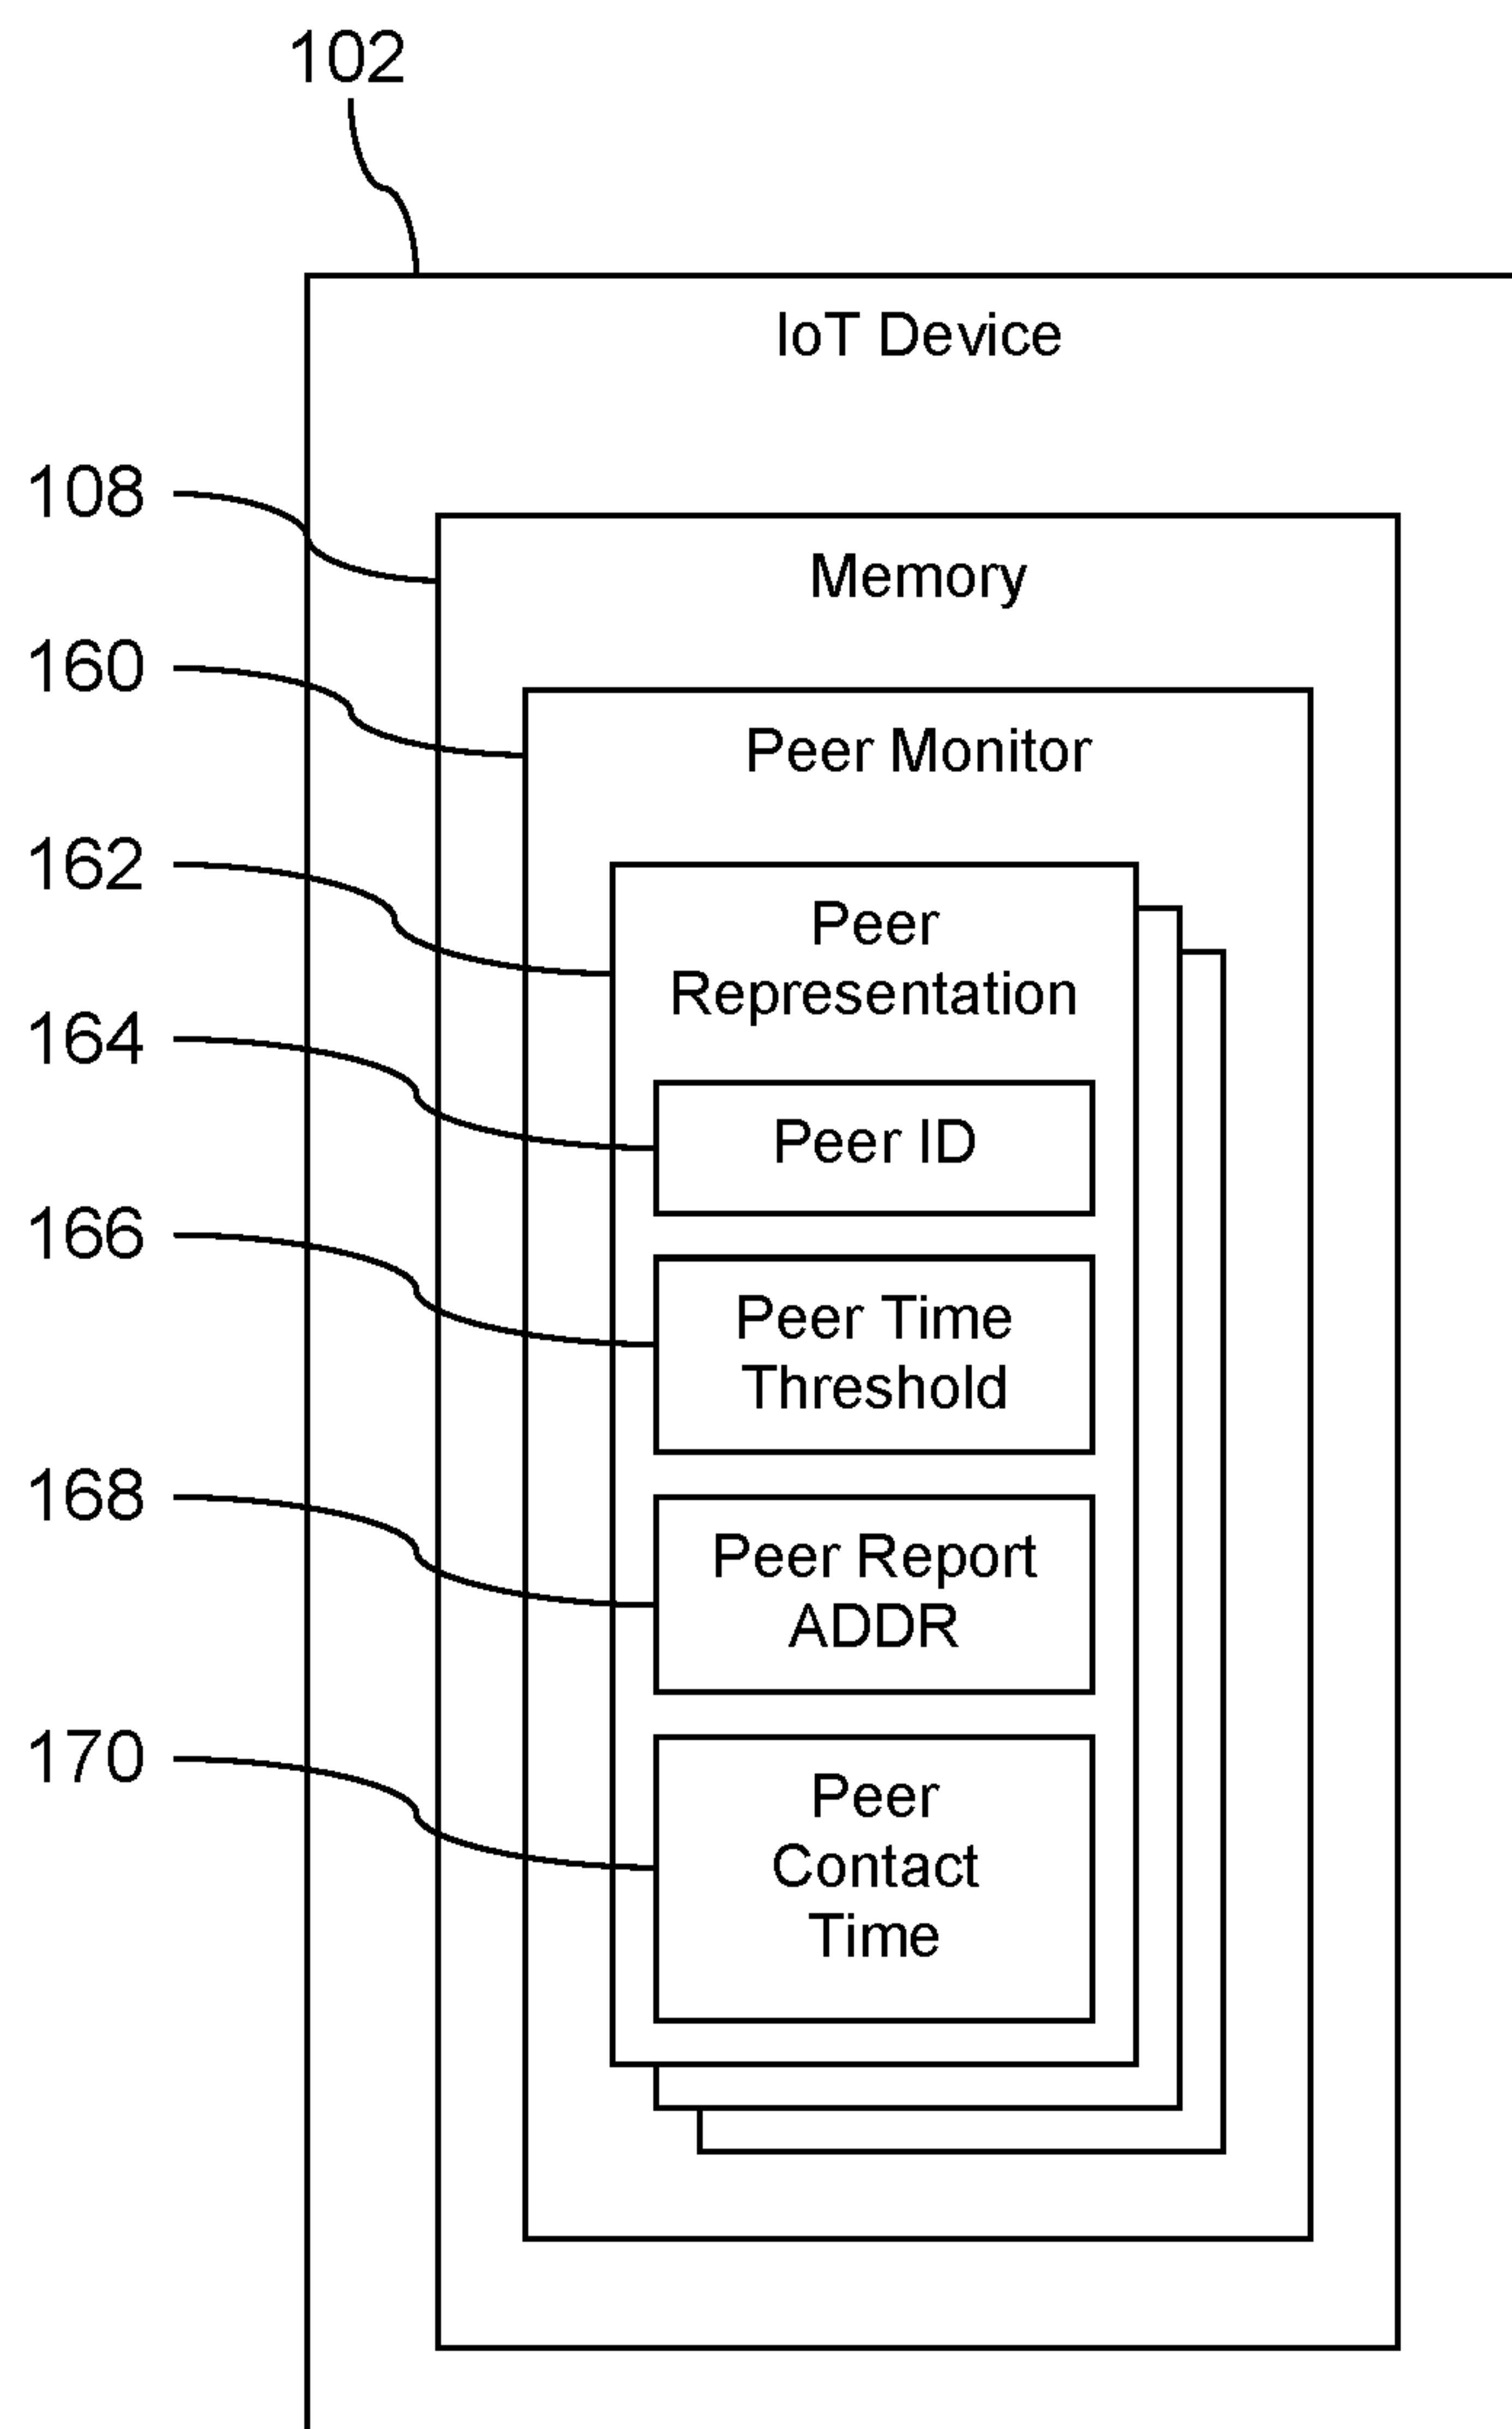 102
IoT Device
108
Memory
160
Peer Monitor
162
Peer
Representation
164
Peer ID
166
Peer Time
Threshold
168
Peer Report
ADDR
170
Peer
Contact
Time